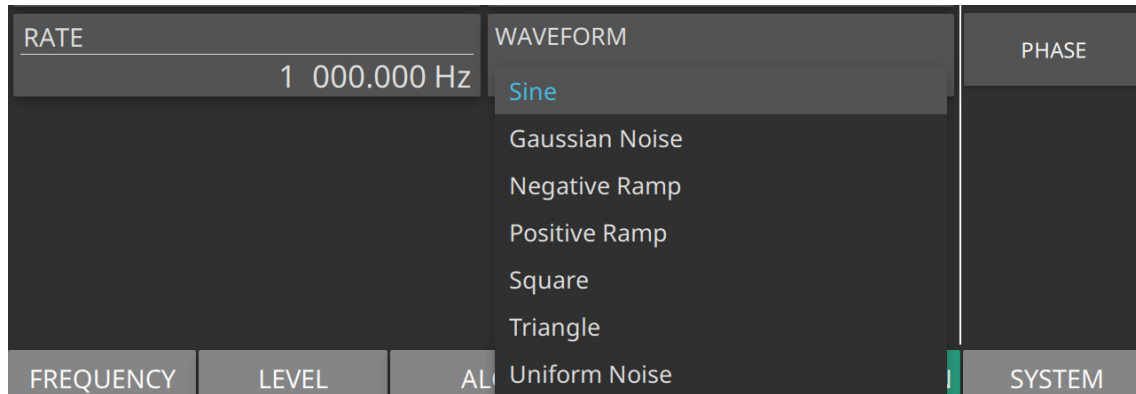 RATE
1 000.000 Hz
WAVEFORM
Sine
Gaussian Noise
Negative Ramp
Positive Ramp
Square
Triangle
Uniform Noise
PHASE
FREQUENCY
LEVEL
SYSTEM